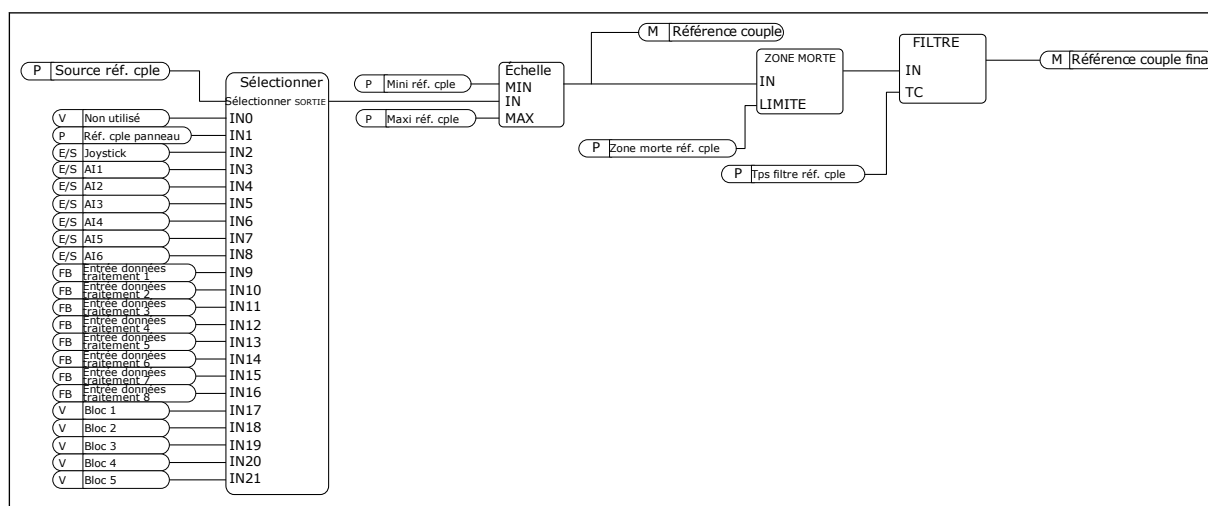 M Référence couple
FILTRE
P Source réf. cple
Sélectionner
Sélectionner SORTIE
P Mini réf. cple
P Maxi réf. cple
Échelle
MIN
IN
MAX
ZONE MORTE
IN
LIMITE
IN
TC
M Référence couple fina
P Zone morte réf. cple
P Tps filtre réf. cple
V Non utilisé IN0
P Réf. cple panneau IN1
E/S Joystick IN2
E/S AI1 IN3
E/S AI2 IN4
E/S AI3 IN5
E/S AI4 IN6
E/S AI5 IN7
E/S AI6 IN8
FB Entrée données traitement 1 IN9
FB Entrée données traitement 2 IN10
FB Entrée données traitement 3 IN11
FB Entrée données traitement 4 IN12
FB Entrée données traitement 5 IN13
FB Entrée données traitement 6 IN14
FB Entrée données traitement 7 IN15
FB Entrée données traitement 8 IN16
V Bloc 1 IN17
V Bloc 2 IN18
V Bloc 3 IN19
V Bloc 4 IN20
V Bloc 5 IN21